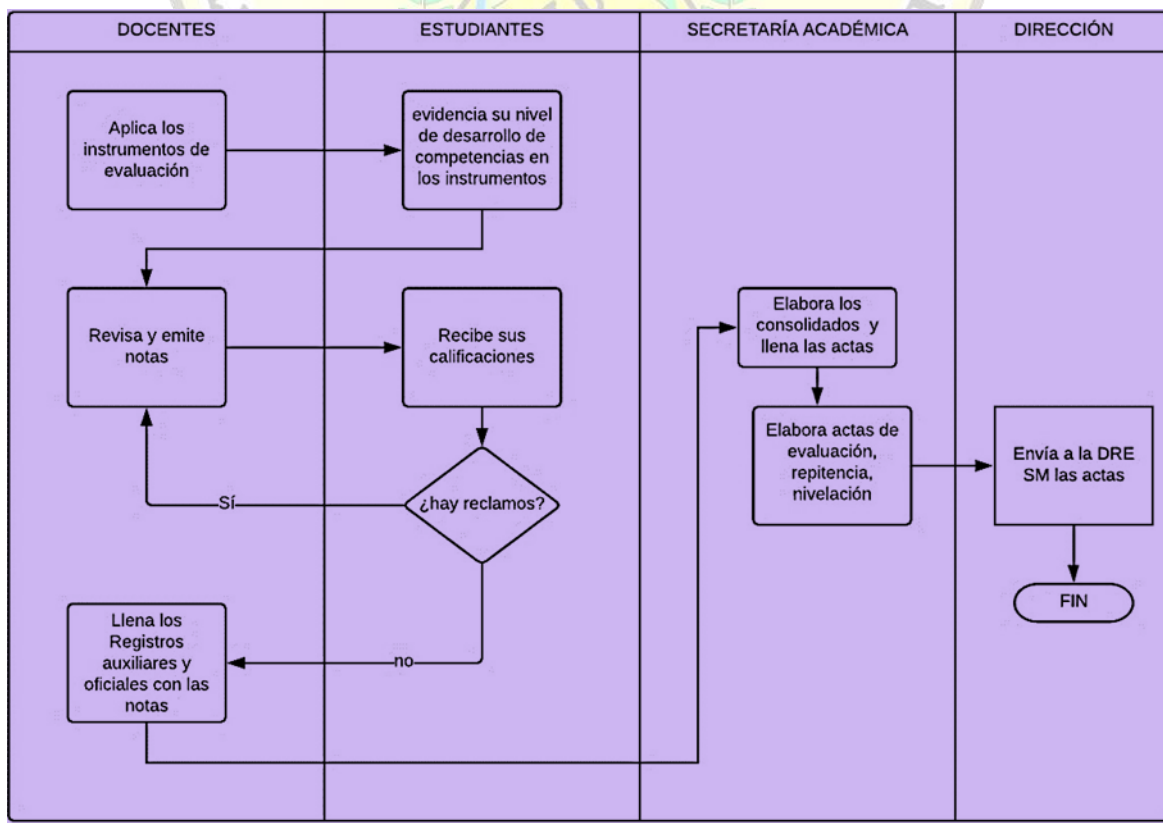 DOCENTES
ESTUDIANTES
SECRETARÍA ACADÉMICA
DIRECCIÓN
Aplica los
instrumentos de
evaluación
evidencia su nivel
de desarrollo de
competencias en
los instrumentos
Revisa y emite
notas
Recibe sus
calificaciones
Elabora los
consolidados y
llena las actas
Elabora actas de
evaluación,
repitencia,
nivelación
Envía a la DRE
SM las actas
Sí
¿hay reclamos?
FIN
Llena los
Registros
auxiliares y
oficiales con las
notas
no